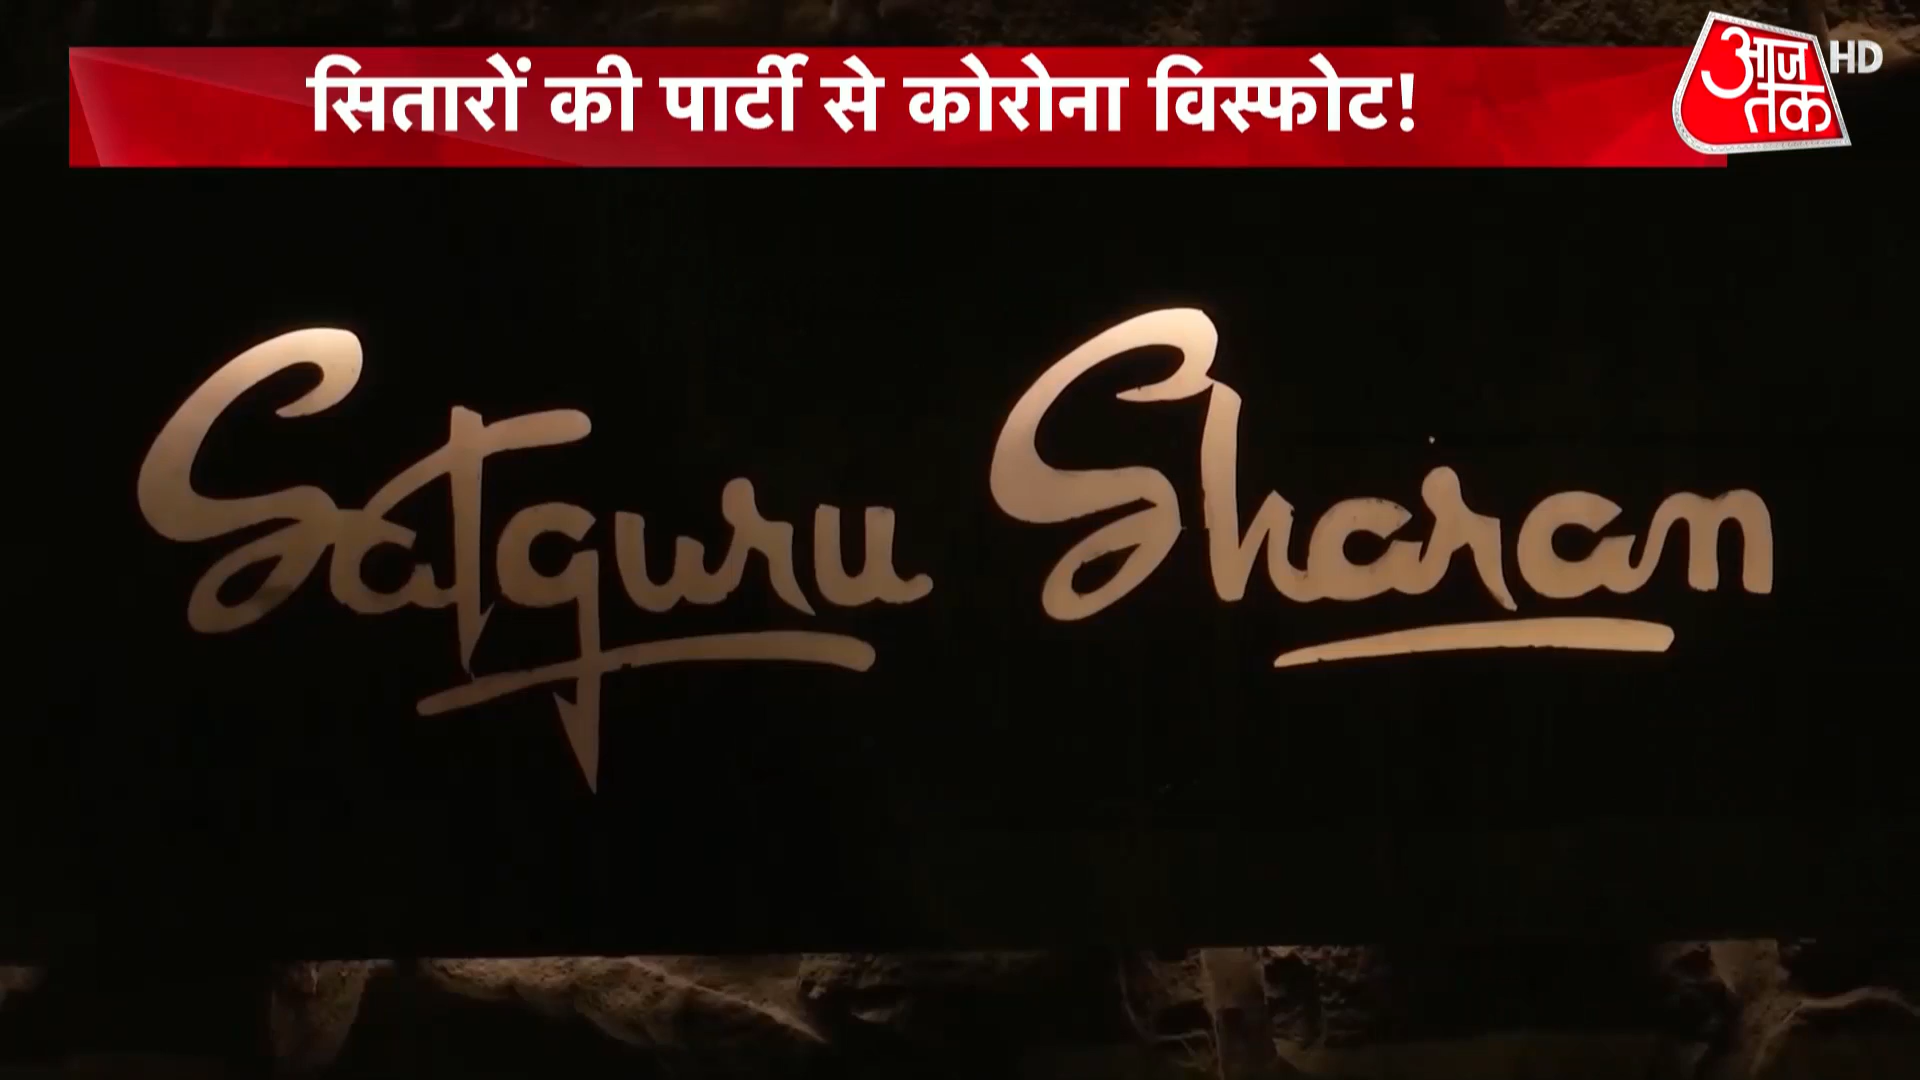 सितारों की पार्टी से कोरोना विस्फोट!
आज तक HD
Satguru Sharan